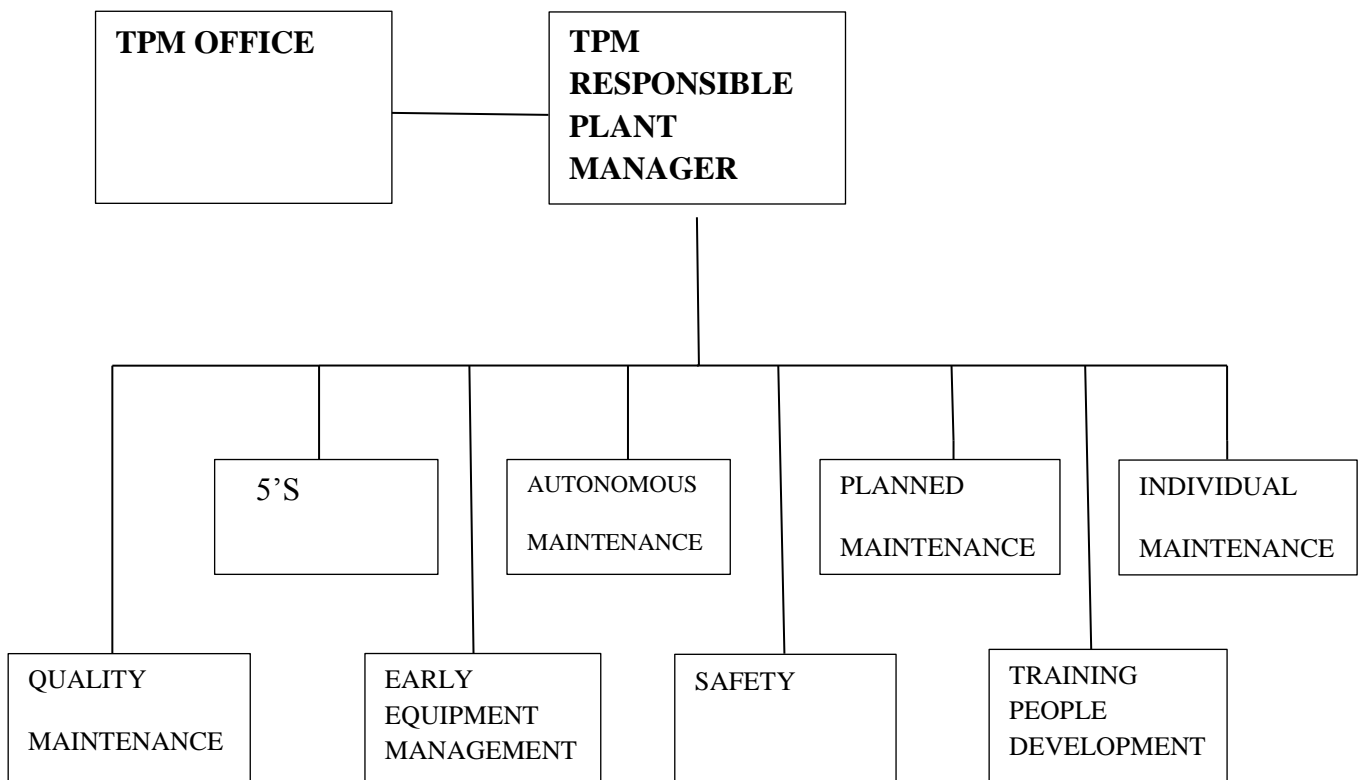 TPM OFFICE
TPM
RESPONSIBLE
PLANT
MANAGER
5’S
AUTONOMOUS
MAINTENANCE
PLANNED
MAINTENANCE
INDIVIDUAL
MAINTENANCE
QUALITY
MAINTENANCE
EARLY
EQUIPMENT
MANAGEMENT
SAFETY
TRAINING
PEOPLE
DEVELOPMENT